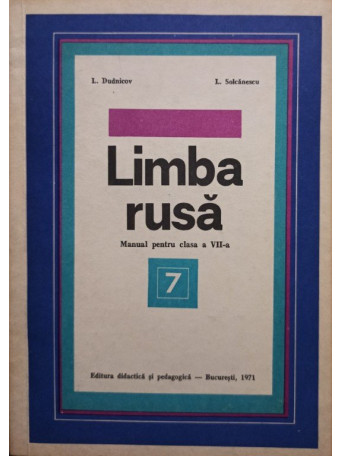 L. Dudnicov L. Solcănescu
Limba
rusă
Manual pentru clasa a VII-a
7
Editura didactică și pedagogică — București, 1971